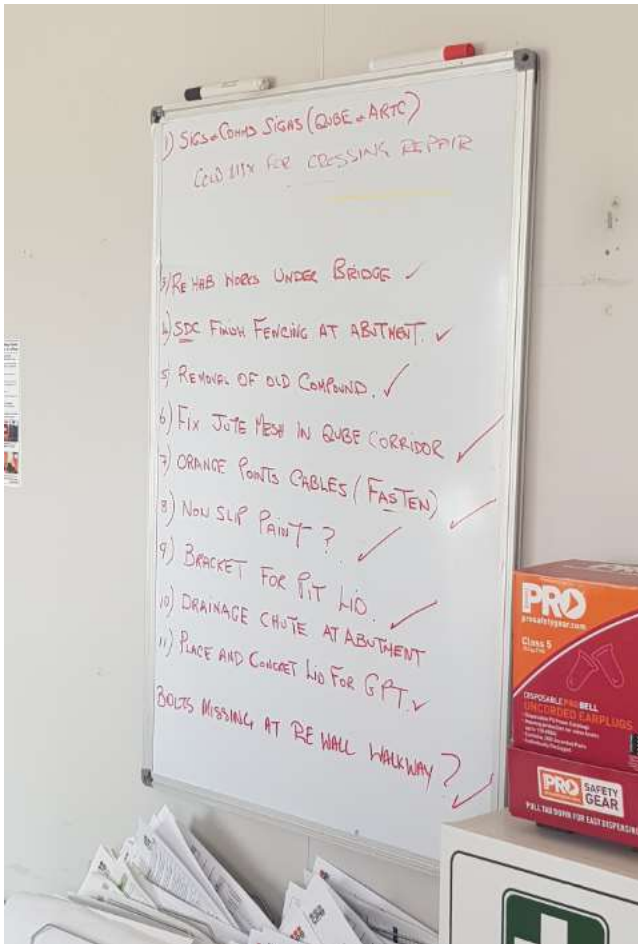 1) SIGS & COMMS SIGNS (QUBE & ARTC)
COLD MIX FOR CROSSING REPAIR
3) RE HAB WORKS UNDER BRIDGE ✓
4) SDC FINISH FENCING AT ABUTMENT. ✓
5) REMOVAL OF OLD COMPOUND. ✓
6) FIX JUTE MESH IN QUBE CORRIDOR ✓
7) ORANGE POINTS CABLES (FASTEN) ✓
8) NON SLIP PAINT? ✓
9) BRACKET FOR PIT LID. ✓
10) DRAINAGE CHUTE AT ABUTMENT
11) PLACE AND CONCRET LID FOR GPT. ✓
BOLTS MISSING AT RE WALL WALKWAY? ✓
PRO
prosafetygear.com
Class 5
DISPOSABLE PROBELL
UNCORDED EARPLUGS
PRO SAFETY GEAR
PULL TAB DOWN FOR EAST DISPENSING